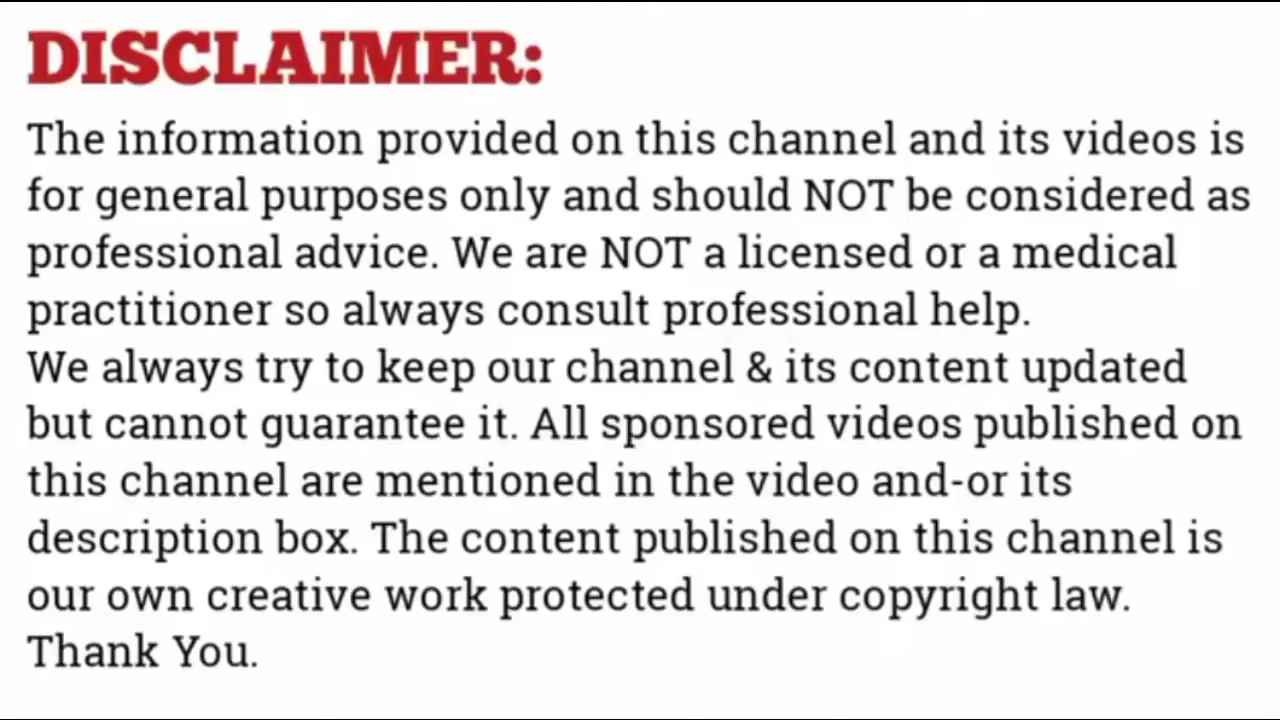 DISCLAIMER:
The information provided on this channel and its videos is
for general purposes only and should NOT be considered as
professional advice. We are NOT a licensed or a medical
practitioner so always consult professional help.
We always try to keep our channel & its content updated
but cannot guarantee it. All sponsored videos published on
this channel are mentioned in the video and-or its
description box. The content published on this channel is
our own creative work protected under copyright law.
Thank You.